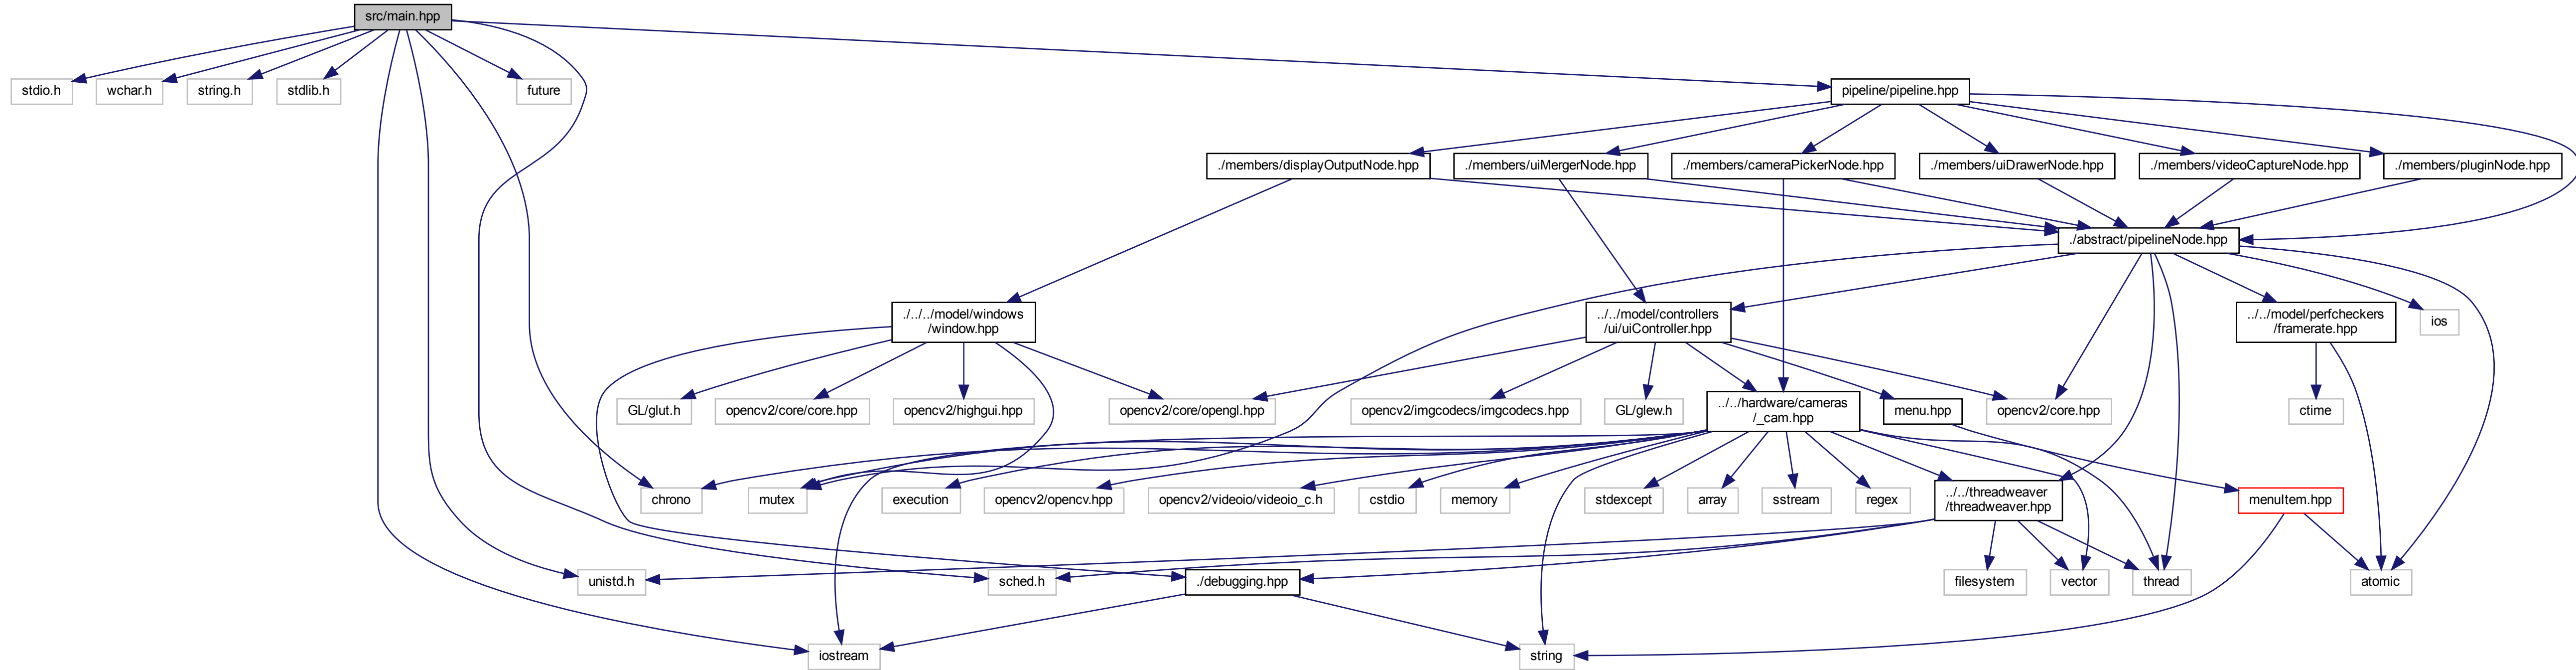 src/main.hpp
stdio.h
wchar.h
string.h
stdlib.h
future
pipeline/pipeline.hpp
./members/displayOutputNode.hpp
./members/uiMergerNode.hpp
./members/cameraPickerNode.hpp
./members/uiDrawerNode.hpp
./members/videoCaptureNode.hpp
./members/pluginNode.hpp
./abstract/pipelineNode.hpp
./../../model/windows
/window.hpp
../../model/controllers
/ui/uiController.hpp
../../model/perfcheckers
/framerate.hpp
ios
GL/glut.h
opencv2/core/core.hpp
opencv2/highgui.hpp
opencv2/core/opengl.hpp
opencv2/imgcodecs/imgcodecs.hpp
GL/glew.h
../../hardware/cameras
/_cam.hpp
menu.hpp
opencv2/core.hpp
ctime
chrono
mutex
execution
opencv2/opencv.hpp
opencv2/videoio/videoio_c.h
cstdio
memory
stdexcept
array
sstream
regex
../../threadweaver
/threadweaver.hpp
menuItem.hpp
unistd.h
sched.h
./debugging.hpp
filesystem
vector
thread
atomic
iostream
string